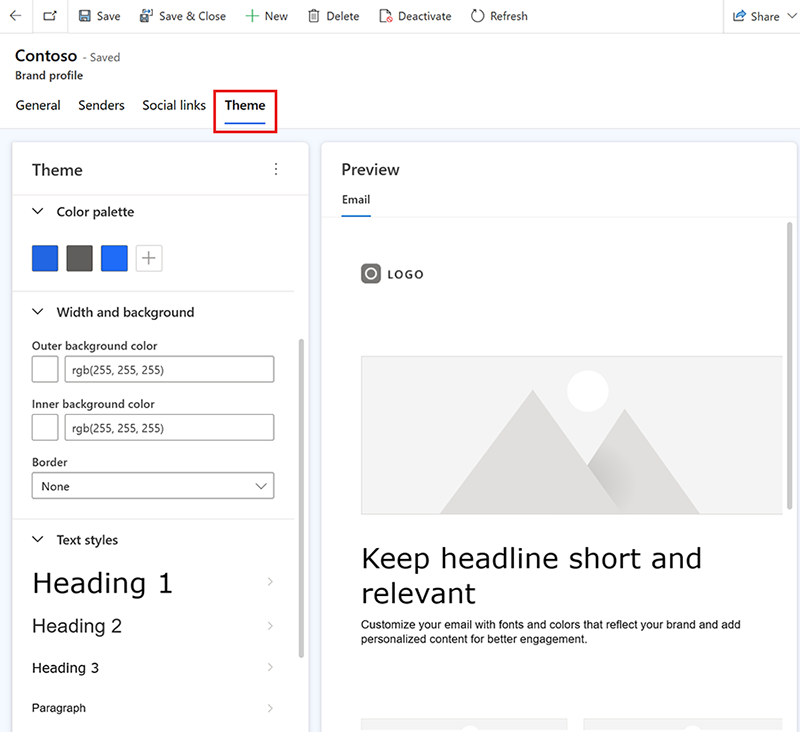 Save Save & Close New Delete Deactivate Refresh Share
Contoso - Saved
Brand profile
General Senders Social links Theme
Theme
Color palette
Width and background
Outer background color
rgb(255, 255, 255)
Inner background color
rgb(255, 255, 255)
Border
None
Text styles
Heading 1
Heading 2
Heading 3
Paragraph
Preview
Email
LOGO
Keep headline short and
relevant
Customize your email with fonts and colors that reflect your brand and add
personalized content for better engagement.